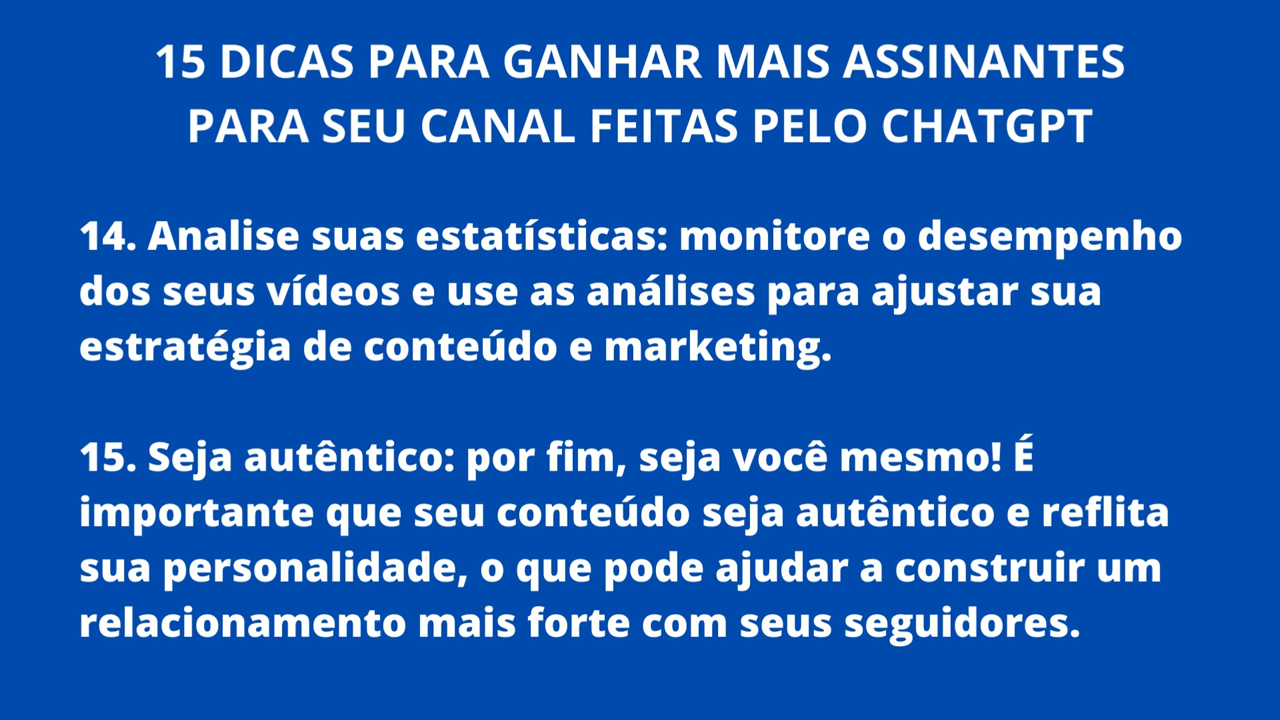 15 DICAS PARA GANHAR MAIS ASSINANTES
PARA SEU CANAL FEITAS PELO CHATGPT
14. Analise suas estatísticas: monitore o desempenho
dos seus vídeos e use as análises para ajustar sua
estratégia de conteúdo e marketing.
15. Seja autêntico: por fim, seja você mesmo! É
importante que seu conteúdo seja autêntico e reflita
sua personalidade, o que pode ajudar a construir um
relacionamento mais forte com seus seguidores.